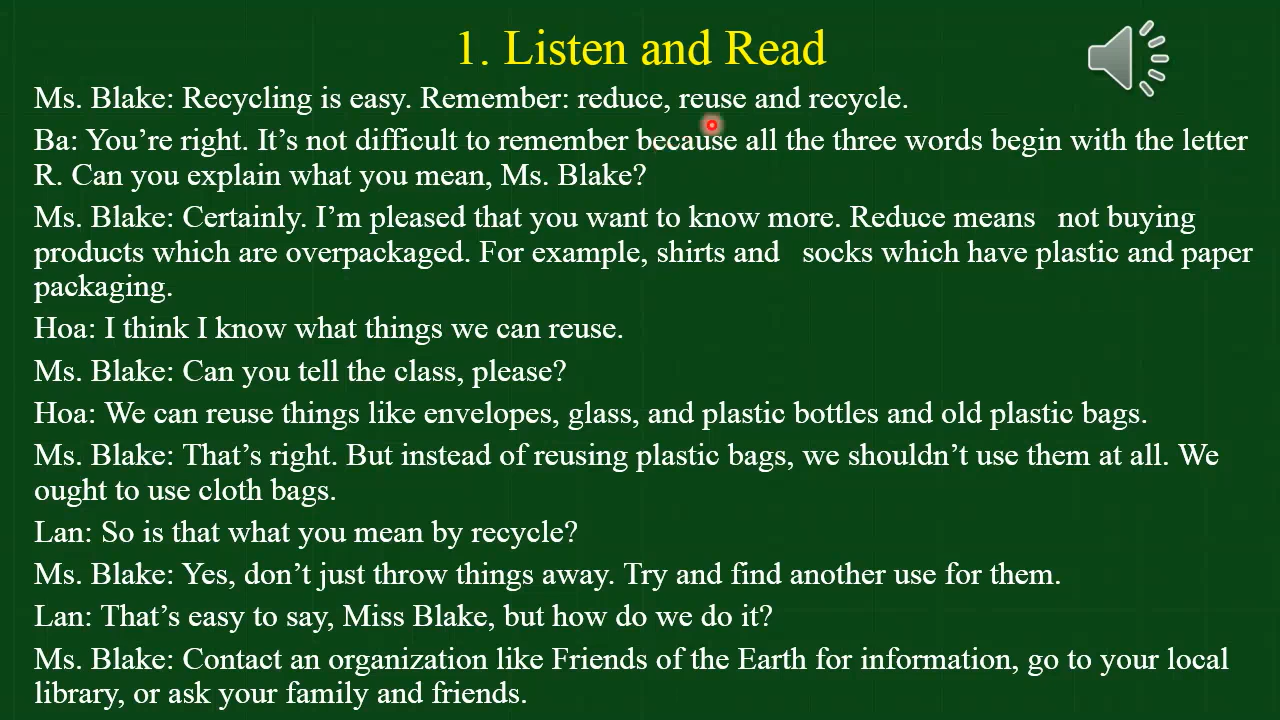 1. Listen and Read
Ms. Blake: Recycling is easy. Remember: reduce, reuse and recycle.
Ba: You’re right. It’s not difficult to remember because all the three words begin with the letter
R. Can you explain what you mean, Ms. Blake?
Ms. Blake: Certainly. I’m pleased that you want to know more. Reduce means not buying
products which are overpackaged. For example, shirts and socks which have plastic and paper
packaging.
Hoa: I think I know what things we can reuse.
Ms. Blake: Can you tell the class, please?
Hoa: We can reuse things like envelopes, glass, and plastic bottles and old plastic bags.
Ms. Blake: That’s right. But instead of reusing plastic bags, we shouldn’t use them at all. We
ought to use cloth bags.
Lan: So is that what you mean by recycle?
Ms. Blake: Yes, don’t just throw things away. Try and find another use for them.
Lan: That’s easy to say, Miss Blake, but how do we do it?
Ms. Blake: Contact an organization like Friends of the Earth for information, go to your local
library, or ask your family and friends.